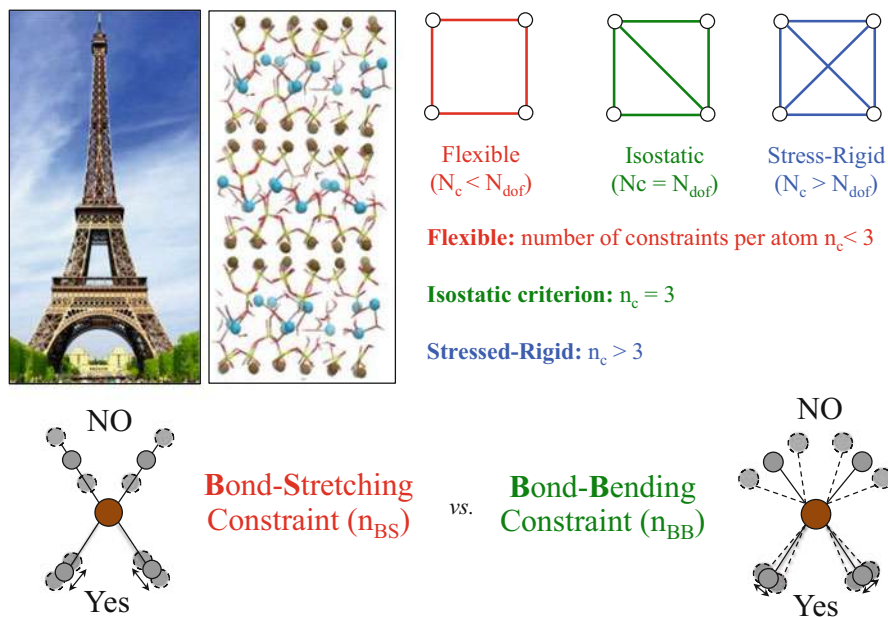 Flexible
(N_c < N_dof)
Isostatic
(Nc = N_dof)
Stress-Rigid
(N_c > N_dof)
Flexible: number of constraints per atom n_c< 3
Isostatic criterion: n_c = 3
Stressed-Rigid: n_c > 3
NO
Yes
Bond-Stretching
Constraint (n_BS)
vs.
Bond-Bending
Constraint (n_BB)
NO
Yes